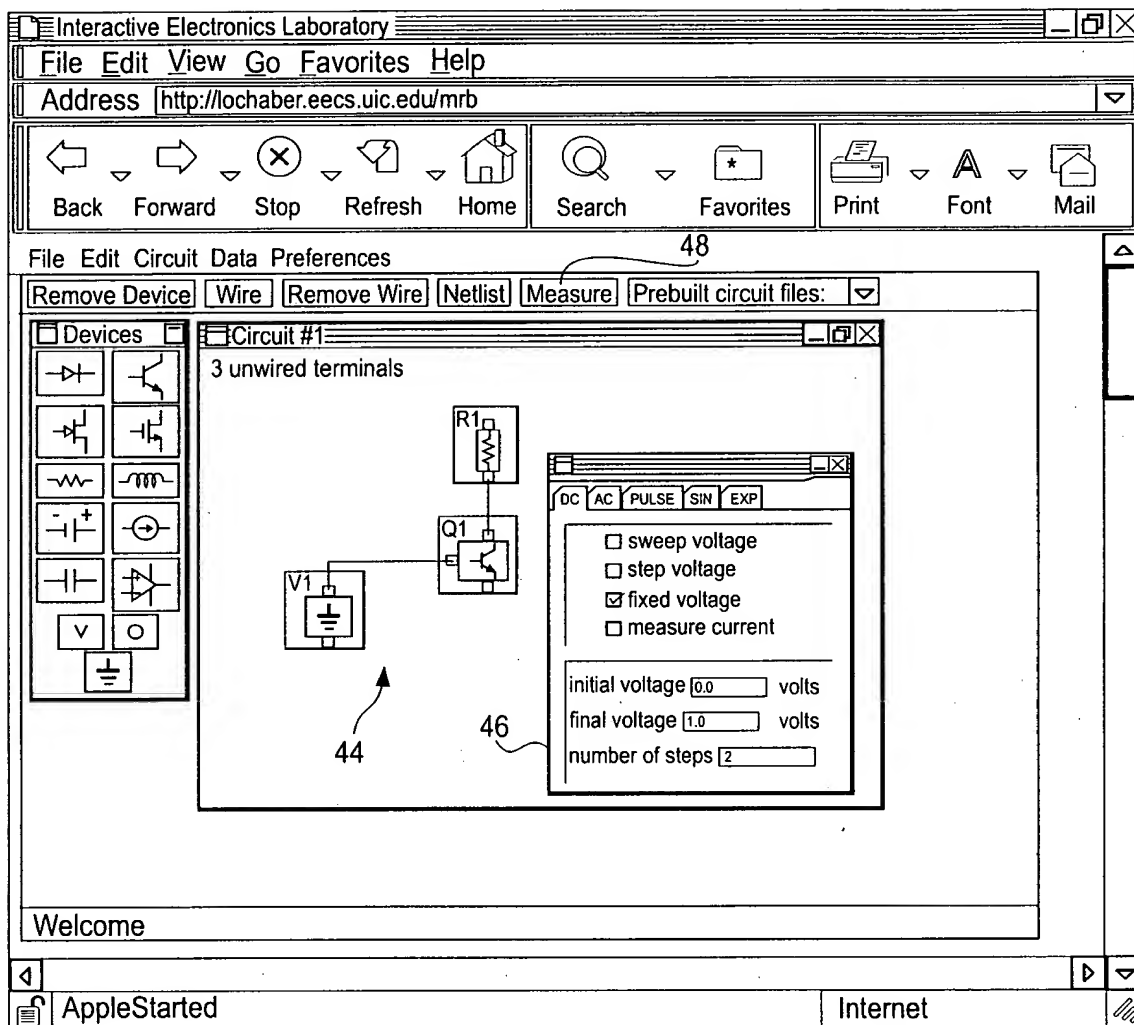 Interactive Electronics Laboratory
File Edit View Go Favorites Help
Address http://lochaber.eecs.uic.edu/mrb
Back Forward Stop Refresh Home Search Favorites Print Font Mail
File Edit Circuit Data Preferences
48
Remove Device Wire Remove Wire Netlist Measure Prebuilt circuit files:
Devices
Circuit #1
3 unwired terminals
R1
DC AC PULSE SIN EXP
Q1
sweep voltage
step voltage
fixed voltage
measure current
V1
- +
V O
initial voltage 0.0 volts
final voltage 1.0 volts
number of steps 2
44
46
Welcome
AppleStarted Internet